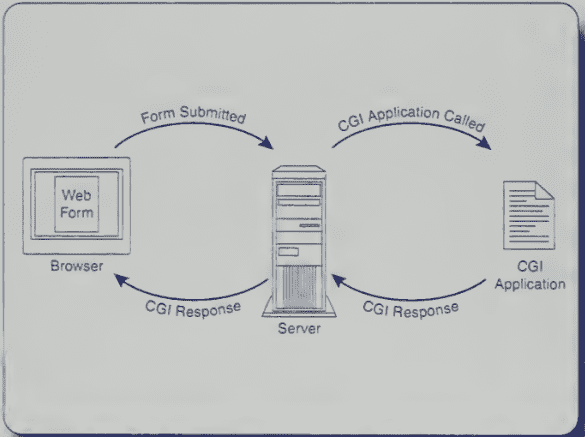 Form Submitted
CGI Application Called
Web
Form
Browser
CGI
Application
CGI Response
CGI Response
Server